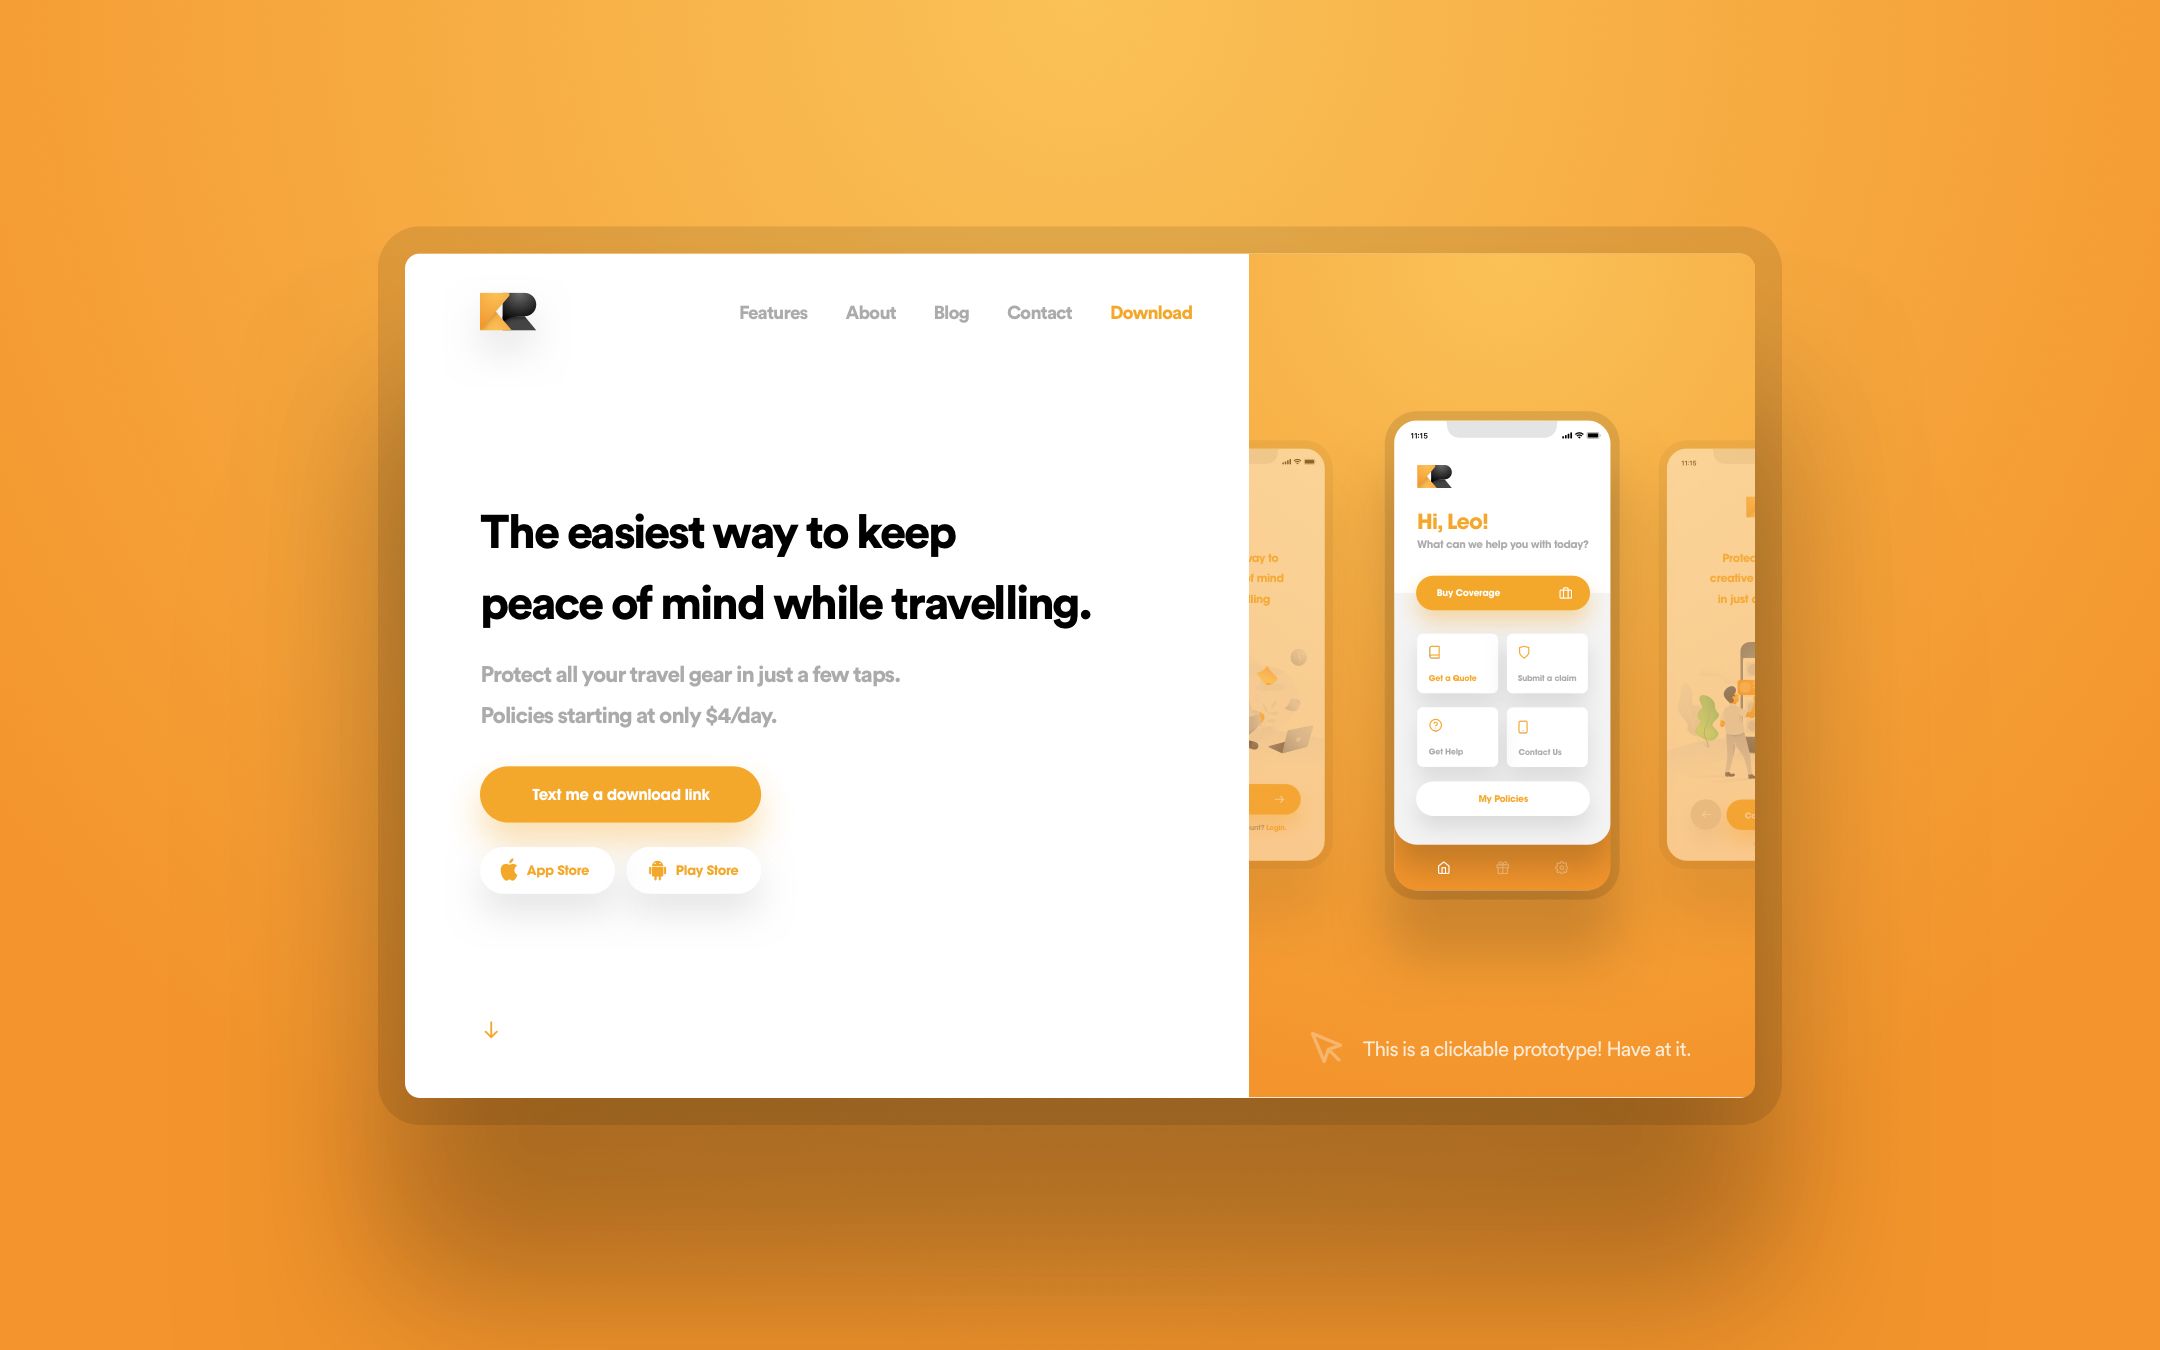 Features About Blog Contact Download
The easiest way to keep
peace of mind while travelling.
Protect all your travel gear in just a few taps.
Policies starting at only $4/day.
Text me a download link
App Store
Play Store
way to
of mind
lling
unt? Login.
11:15
Hi, Leo!
What can we help you with today?
Buy Coverage
Get a Quote
Submit a claim
Get Help
Contact Us
My Policies
11:15
Protec
creative
in just
This is a clickable prototype! Have at it.